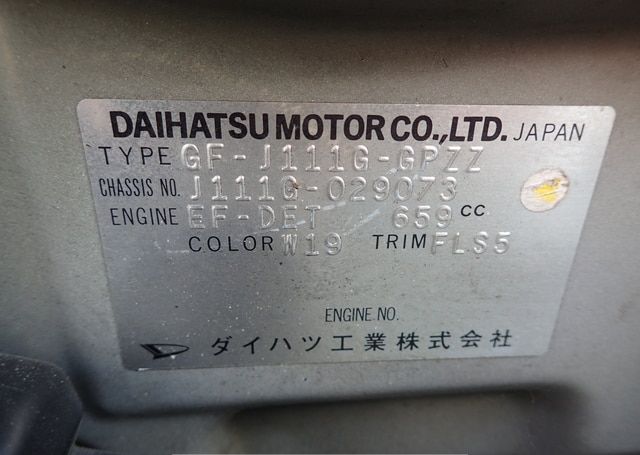 DAIHATSU MOTOR CO.,LTD. JAPAN
TYPE GF-J111G-GPZZ
CHASSIS NO. J111G-029073
ENGINE EF-DET 659 CC
COLOR W19 TRIM FLS5
ENGINE NO.
ダイハツ工業株式会社